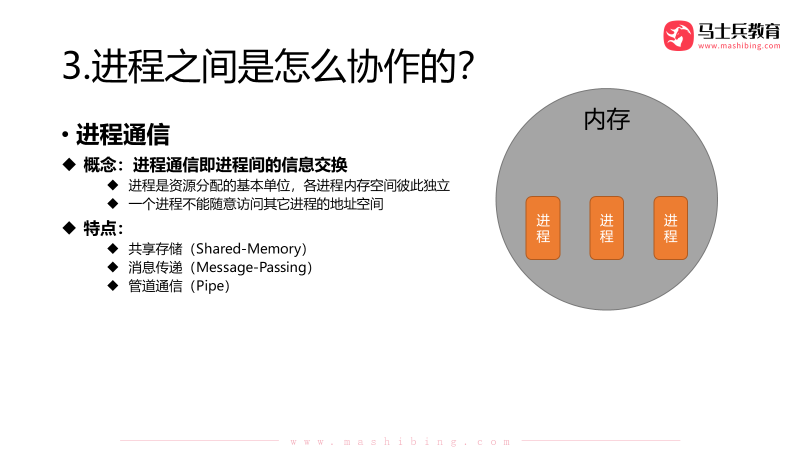 马士兵教育
www.mashibing.com
3.进程之间是怎么协作的？
• 进程通信
◆ 概念：进程通信即进程间的信息交换
◆ 进程是资源分配的基本单位，各进程内存空间彼此独立
◆ 一个进程不能随意访问其它进程的地址空间
◆ 特点：
◆ 共享存储（Shared-Memory）
◆ 消息传递（Message-Passing）
◆ 管道通信（Pipe）
内存
进程
进程
进程
www.mashibing.com